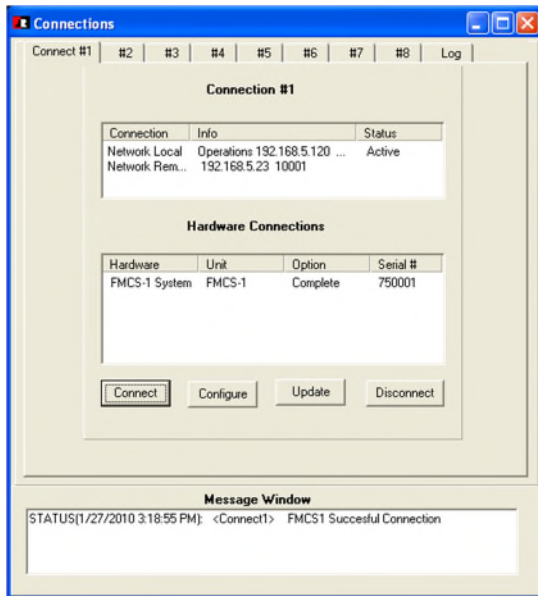 Connections
Connect #1 #2 #3 #4 #5 #6 #7 #8 Log
Connection #1
Connection Info Status
Network Local Operations 192.168.5.120 ... Active
Network Rem... 192.168.5.23 10001
Hardware Connections
Hardware Unit Option Serial #
FMCS-1 System FMCS-1 Complete 750001
Connect Configure Update Disconnect
Message Window
STATUS(1/27/2010 3:18:55 PM): <Connect1> FMCS1 Succesful Connection